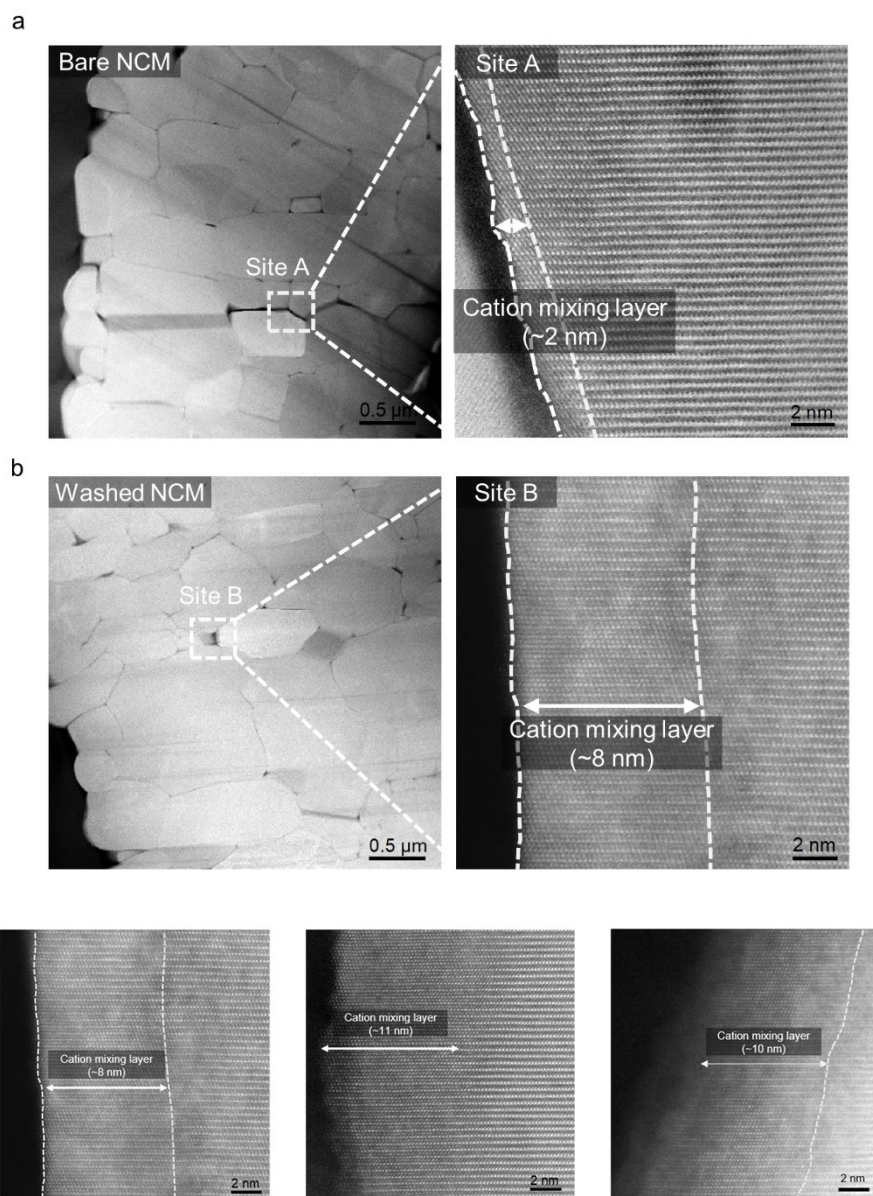 a
Bare NCM
Site A
Site A
Cation mixing layer
(~2 nm)
0.5 µm
2 nm
b
Washed NCM
Site B
Site B
Cation mixing layer
(~8 nm)
0.5 µm
2 nm
Cation mixing layer
(~8 nm)
2 nm
Cation mixing layer
(~11 nm)
2 nm
Cation mixing layer
(~10 nm)
2 nm